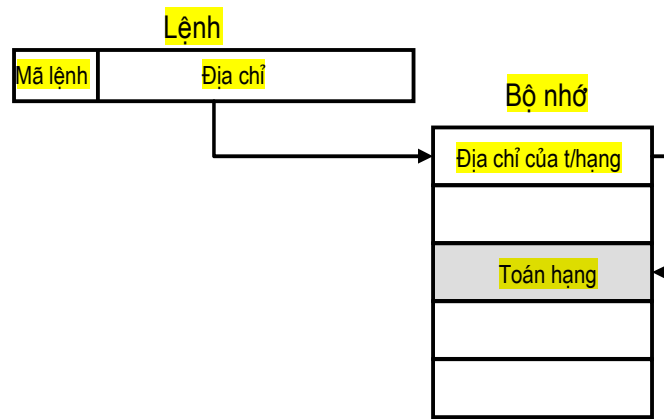 Lệnh
Mã lệnh
Địa chỉ
Bộ nhớ
Địa chỉ của t/hạng
Toán hạng